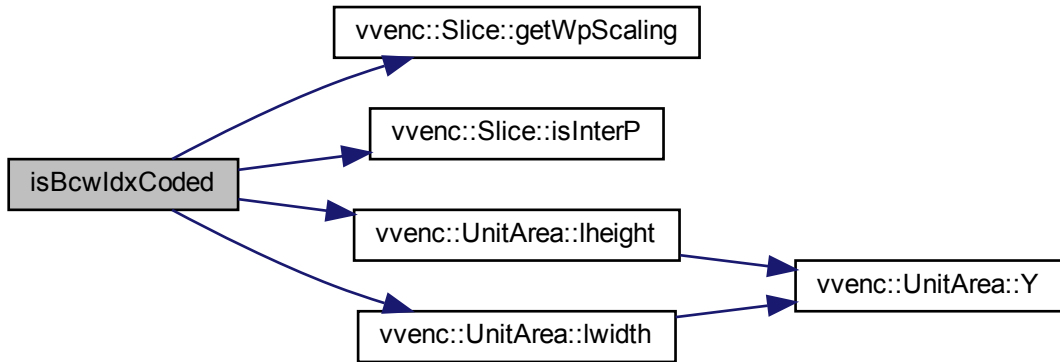 vvenc::Slice::getWpScaling
vvenc::Slice::isInterP
isBcwIdxCoded
vvenc::UnitArea::lheight
vvenc::UnitArea::Y
vvenc::UnitArea::lwidth